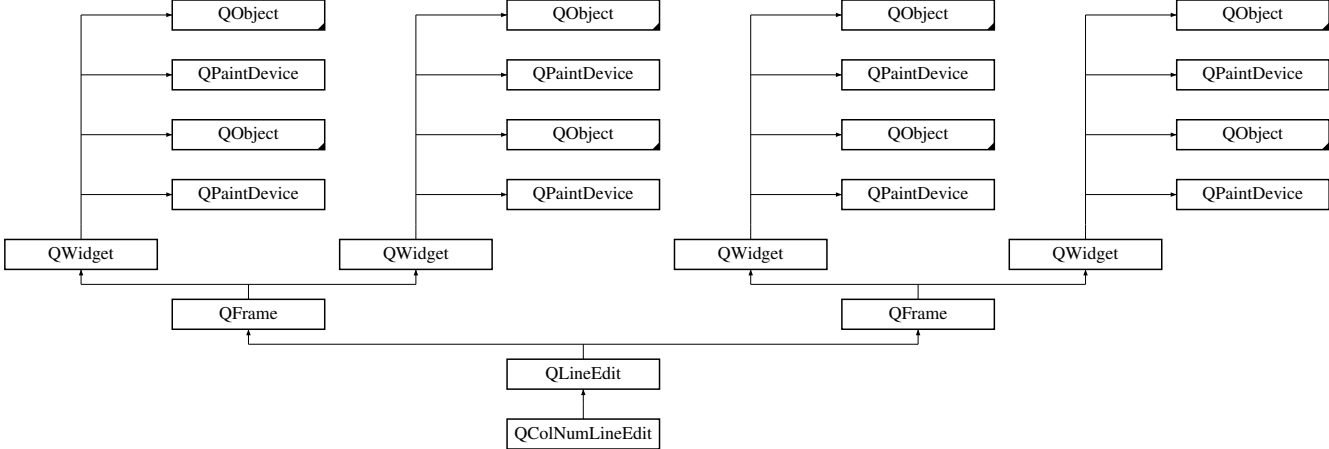 QObject QObject QObject QObject
QPaintDevice QPaintDevice QPaintDevice QPaintDevice
QObject QObject QObject QObject
QPaintDevice QPaintDevice QPaintDevice QPaintDevice
QWidget QWidget QWidget QWidget
QFrame QFrame
QLineEdit
QColNumLineEdit